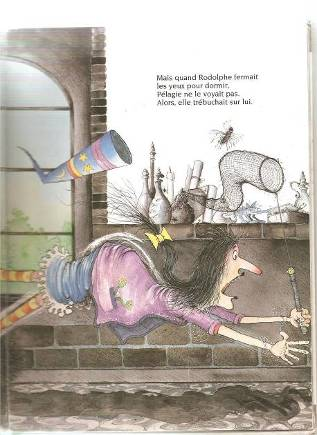 Mais quand Rodolphe fermait
les yeux pour dormir,
Pélagie ne le voyait pas.
Alors, elle trébuchait sur lui.